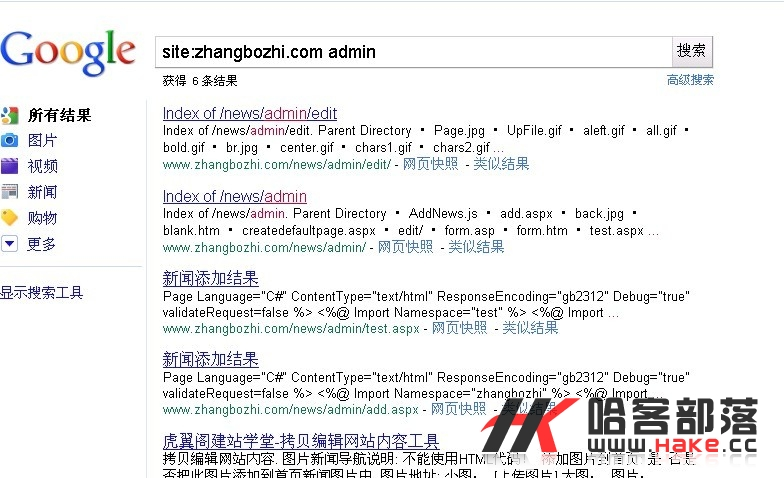 Google
site:zhangbozhi.com admin
搜索
获得 6 条结果
高级搜索
所有结果
图片
视频
新闻
购物
更多
显示搜索工具
Index of /news/admin/edit
Index of /news/admin/edit. Parent Directory ▪ Page.jpg ▪ UpFile.gif ▪ aleft.gif ▪ all.gif ▪
bold.gif ▪ br.jpg ▪ center.gif ▪ chars1.gif ▪ chars2.gif ...
www.zhangbozhi.com/news/admin/edit/ - 网页快照 - 类似结果
Index of /news/admin
Index of /news/admin. Parent Directory ▪ AddNews.js ▪ add.aspx ▪ back.jpg ▪
blank.htm ▪ createdefaultpage.aspx ▪ edit/ ▪ form.asp ▪ form.htm ▪ test.aspx ...
www.zhangbozhi.com/news/admin/ - 网页快照 - 类似结果
新闻添加结果
Page Language="C#" ContentType="text/html" ResponseEncoding="gb2312" Debug="true"
validateRequest=false %> <%@ Import Namespace="test" %> <%@ Import ...
www.zhangbozhi.com/news/admin/test.aspx - 网页快照 - 类似结果
新闻添加结果
Page Language="C#" ContentType="text/html" ResponseEncoding="gb2312" Debug="true"
validateRequest=false %> <%@ Import Namespace="zhangbozhi" %> <%@ Import ...
www.zhangbozhi.com/news/admin/add.aspx - 网页快照 - 类似结果
虎翼阁建站学堂-拷贝编辑网站内容工具
拷贝编辑网站内容. 图片新闻导航说明: 不能使用HTML代码! 添加图片到首页 是 否是
否把此图片添加到首页新闻图片中. 图片地址: 小图, [上传图片] 大图, 图片,
哈客部落
www.Hake.cc